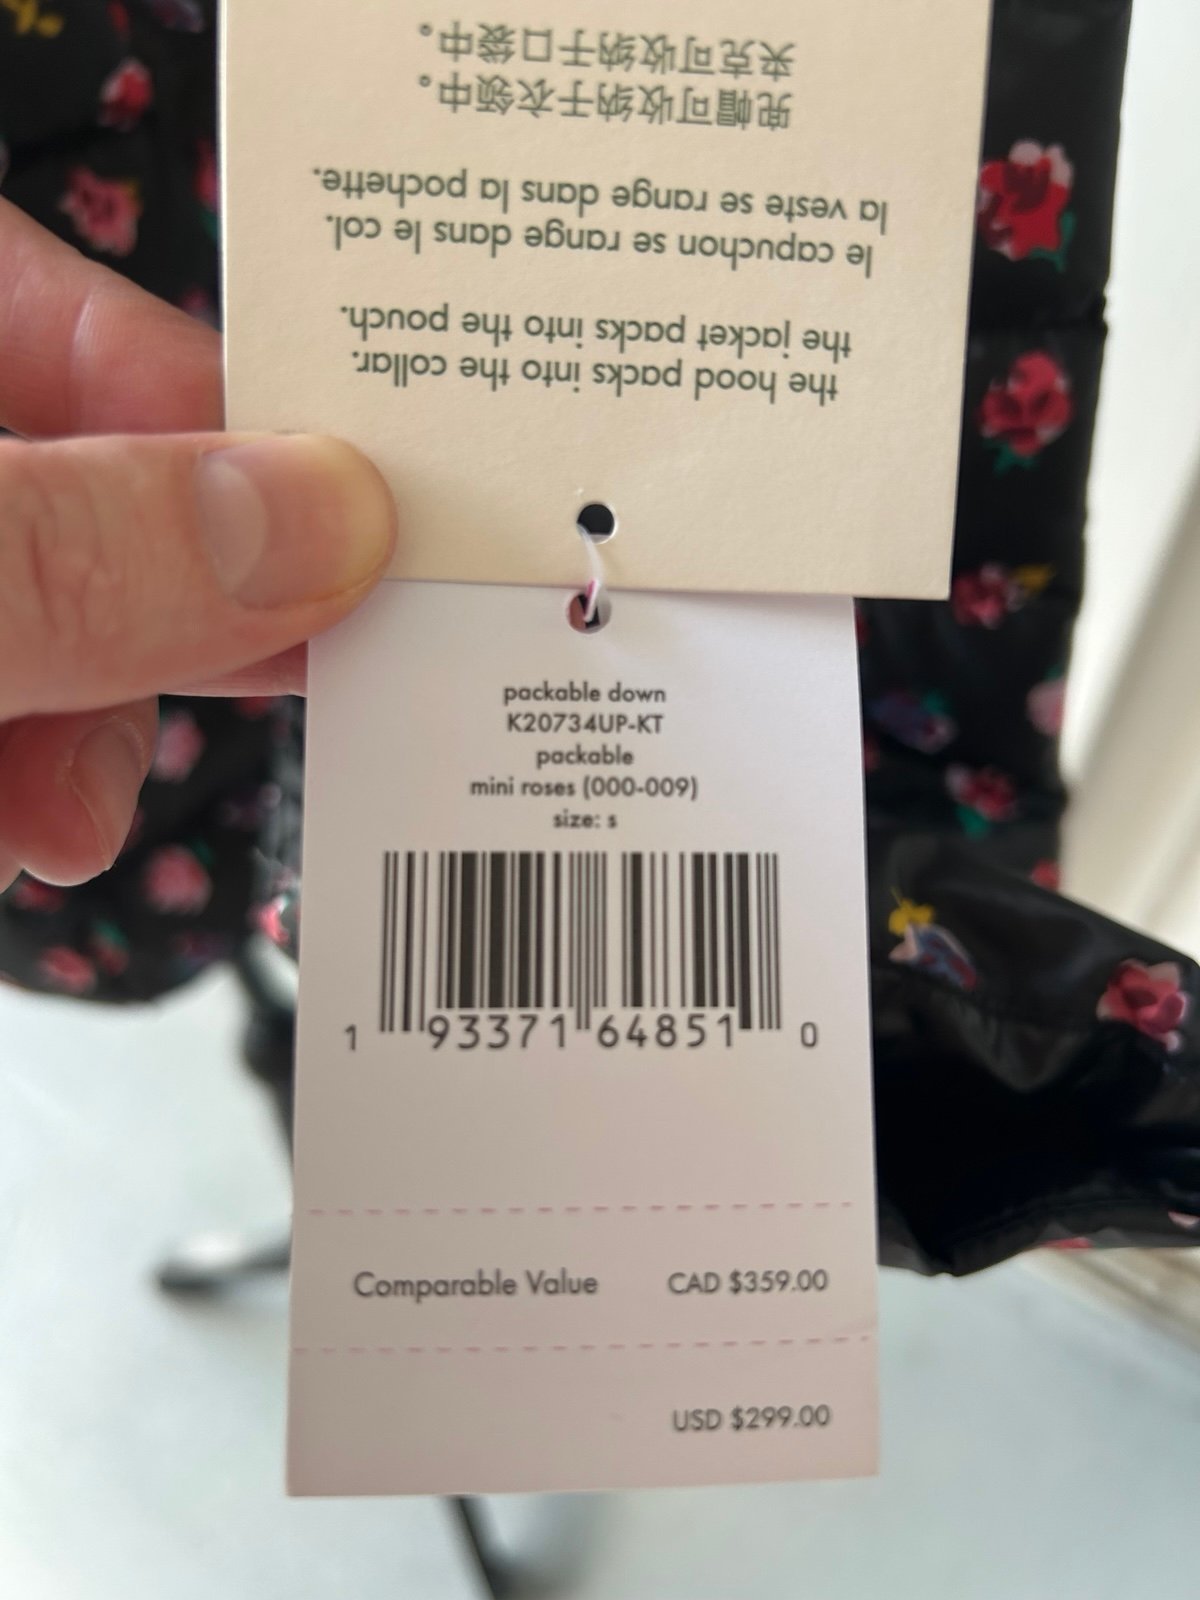 the hood packs into the collar.
the jacket packs into the pouch.
le capuchon se range dans le col.
la veste se range dans la pochette.
兜帽可收纳于衣领中。
夹克可收纳于口袋中。
packable down
K20734UP-KT
packable
mini roses (000-009)
size: s
1 93371 64851 0
Comparable Value CAD $359.00
USD $299.00